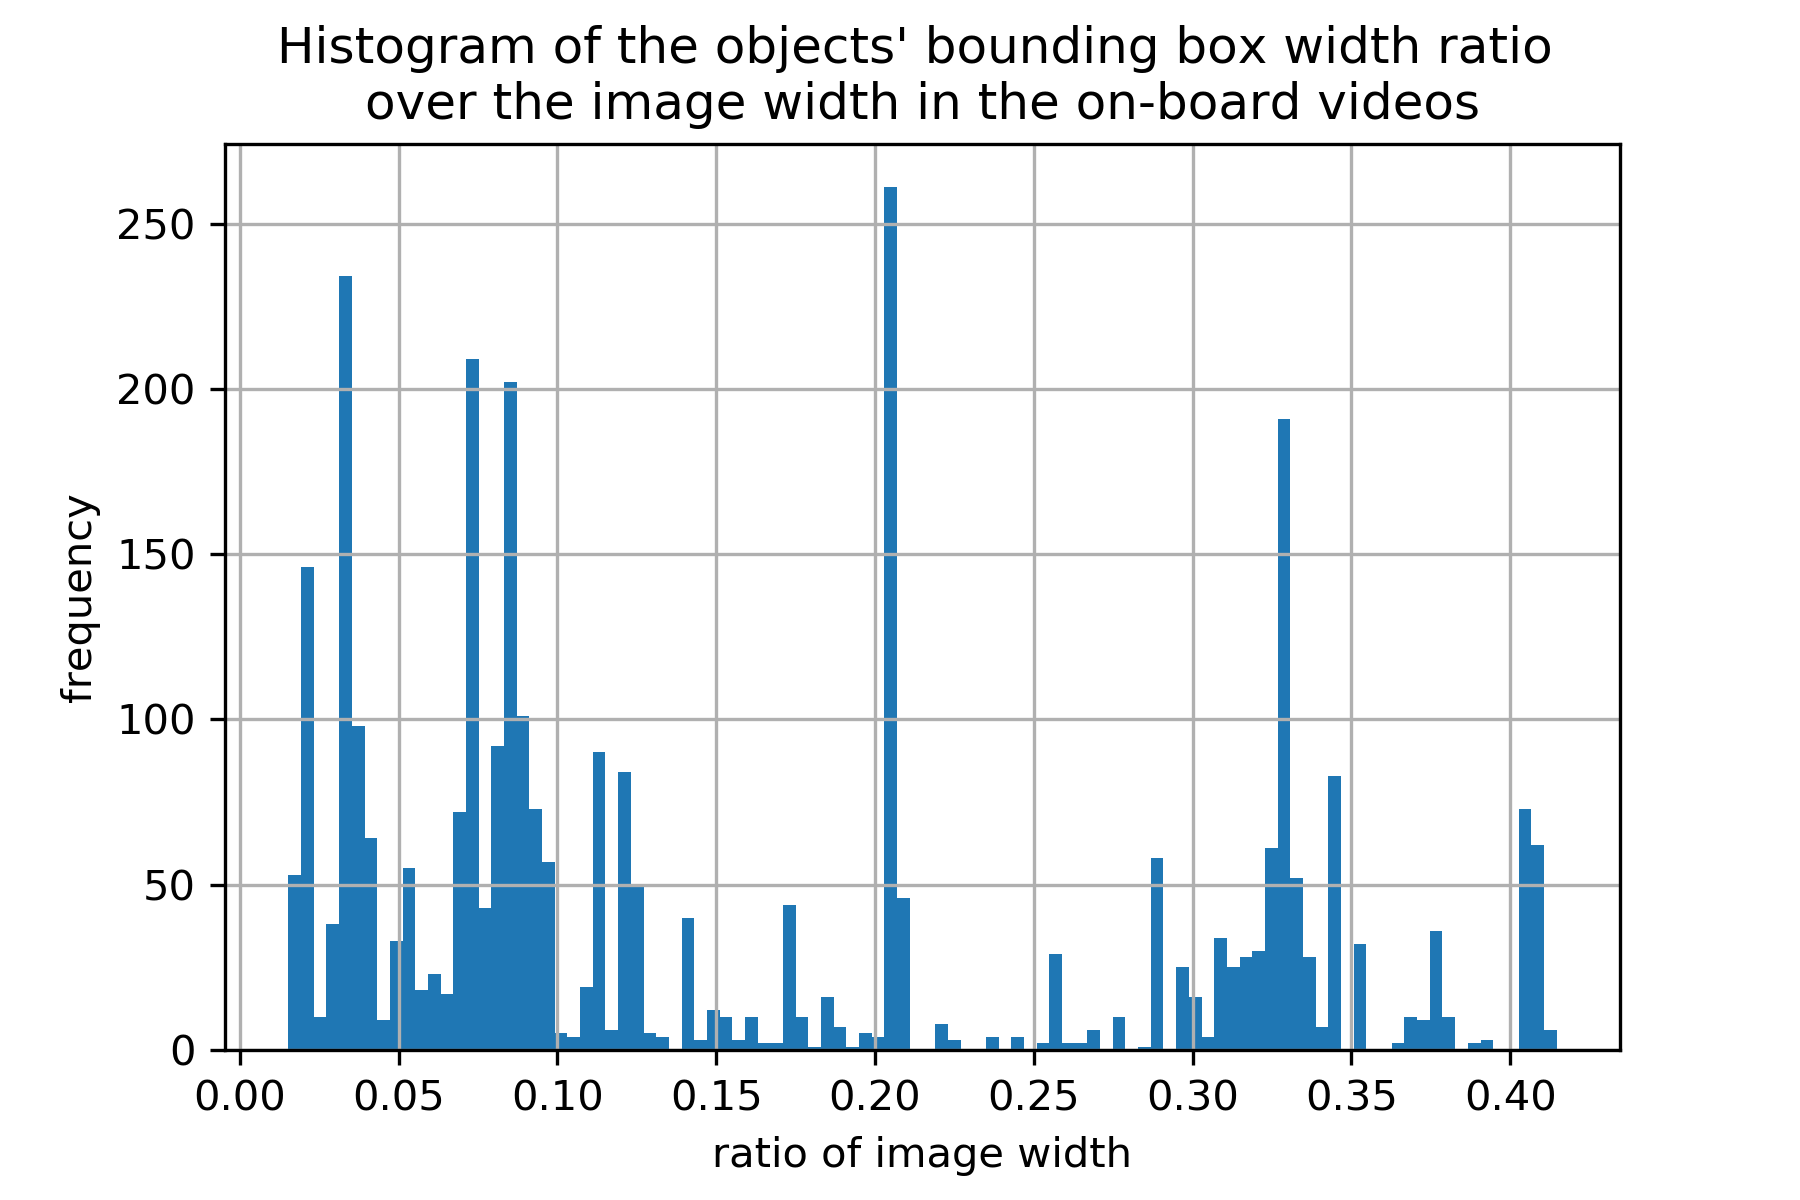 Histogram of the objects' bounding box width ratio
over the image width in the on-board videos
250
200
150
100
50
0
frequency
0.00 0.05 0.10 0.15 0.20 0.25 0.30 0.35 0.40
ratio of image width